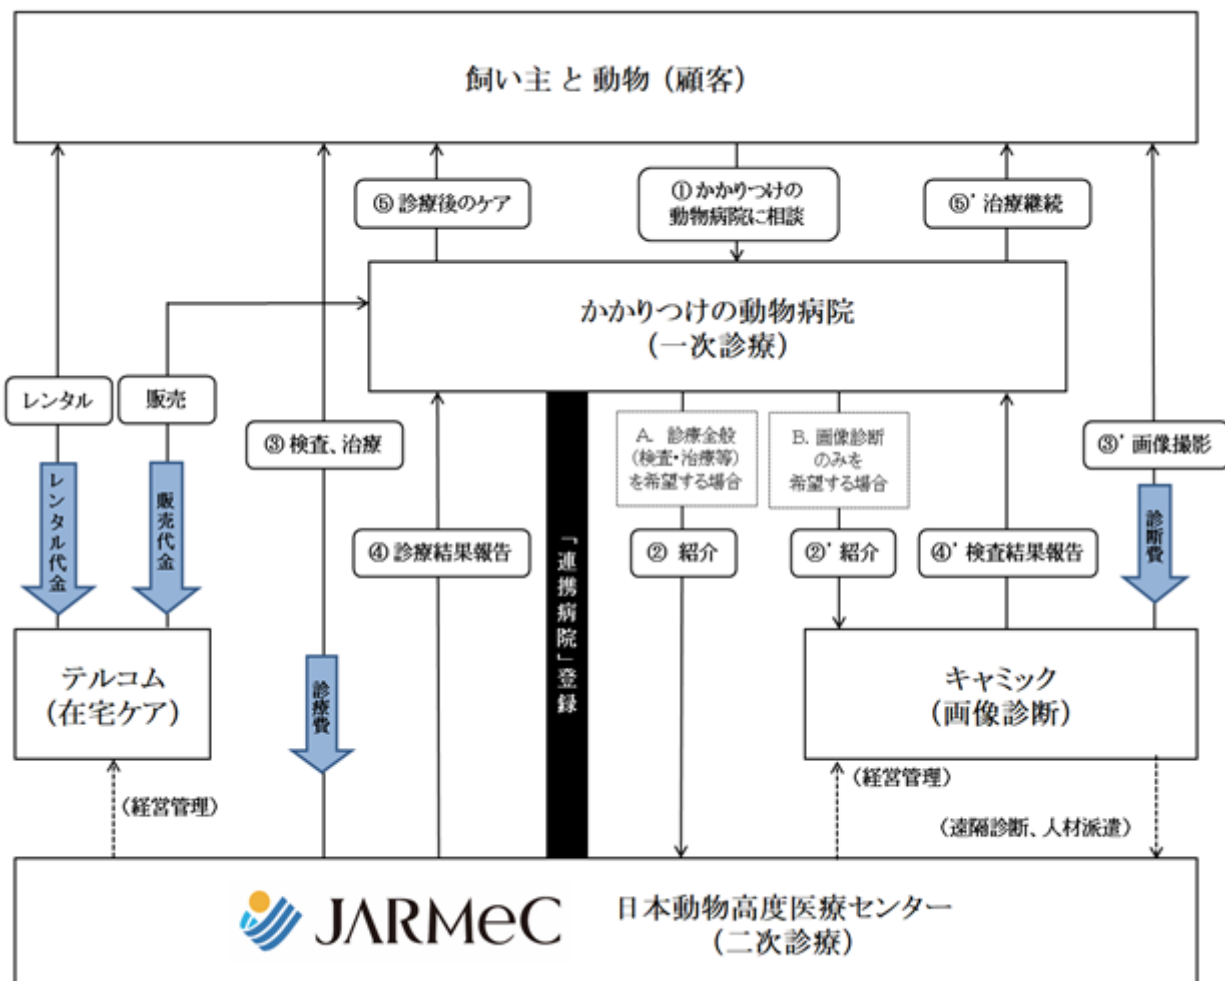 飼い主 と 動物 (顧客)
⑤ 診療後のケア
① かかりつけの
動物病院に相談
⑤' 治療継続
かかりつけの動物病院
(一次診療)
レンタル
販売
③ 検査、治療
A. 診療全般
(検査・治療等)
を希望する場合
B. 画像診断
のみを
希望する場合
③' 画像撮影
レンタル代金
販売代金
④ 診療結果報告
「連携病院」登録
② 紹介
②' 紹介
④' 検査結果報告
診断費
テルコム
(在宅ケア)
診療費
キャミック
(画像診断)
(経営管理)
(経営管理)
(遠隔診断、人材派遣)
JARMeC
日本動物高度医療センター
(二次診療)